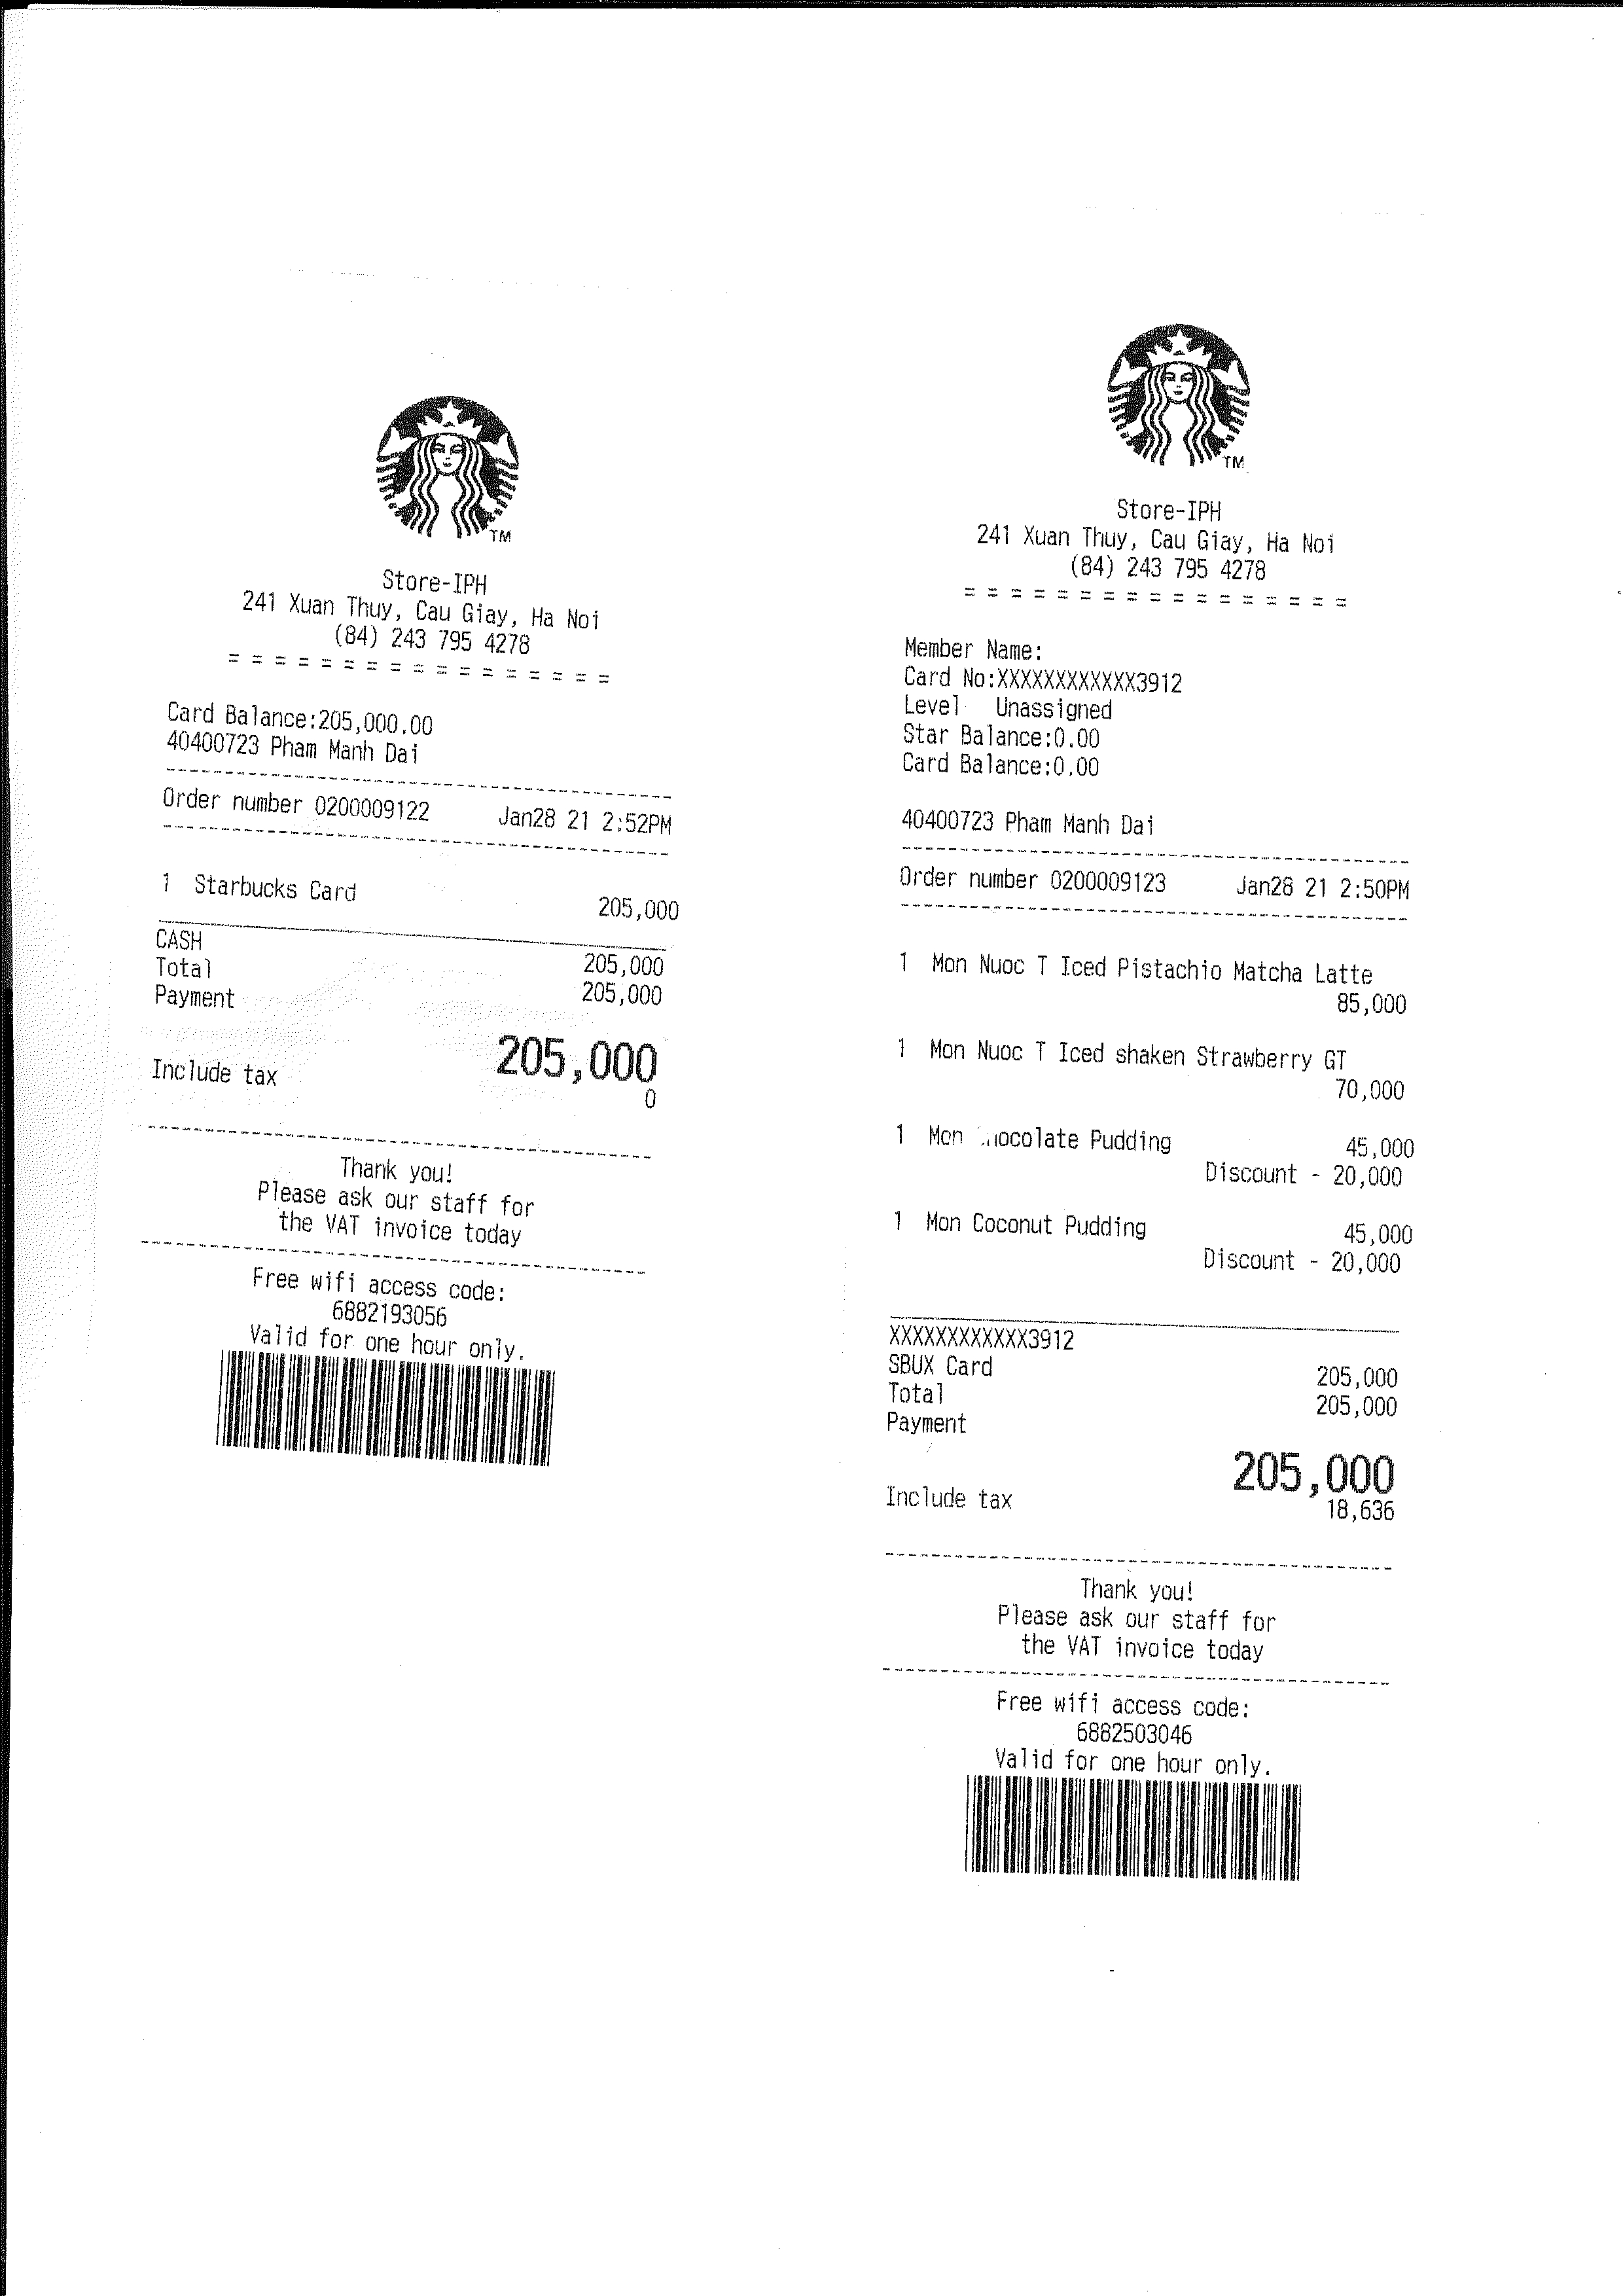 TM
Store-IPH
241 Xuan Thuy, Cau Giay, Ha Noi
(84) 243 795 4278
= = = = = = = = = = = = = = = = =
Card Balance:205,000.00
40400723 Pham Manh Dai
Order number 0200009122 Jan28 21 2:52PM
1 Starbucks Card 205,000
CASH 205,000
Total 205,000
Payment 205,000
Include tax 0
Thank you!
Please ask our staff for
the VAT invoice today
Free wifi access code:
6882193056
Valid for one hour only.
TM
Store-IPH
241 Xuan Thuy, Cau Giay, Ha Noi
(84) 243 795 4278
= = = = = = = = = = = = = = = = =
Member Name:
Card No:XXXXXXXXXXXX3912
Level Unassigned
Star Balance:0.00
Card Balance:0.00
40400723 Pham Manh Dai
Order number 0200009123 Jan28 21 2:50PM
1 Mon Nuoc T Iced Pistachio Matcha Latte
85,000
1 Mon Nuoc T Iced shaken Strawberry GT
70,000
1 Mon ocolate Pudding 45,000
Discount - 20,000
1 Mon Coconut Pudding 45,000
Discount - 20,000
XXXXXXXXXXXX3912
SBUX Card 205,000
Total 205,000
Payment 205,000
Include tax 18,636
Thank you!
Please ask our staff for
the VAT invoice today
Free wifi access code:
6882503046
Valid for one hour only.